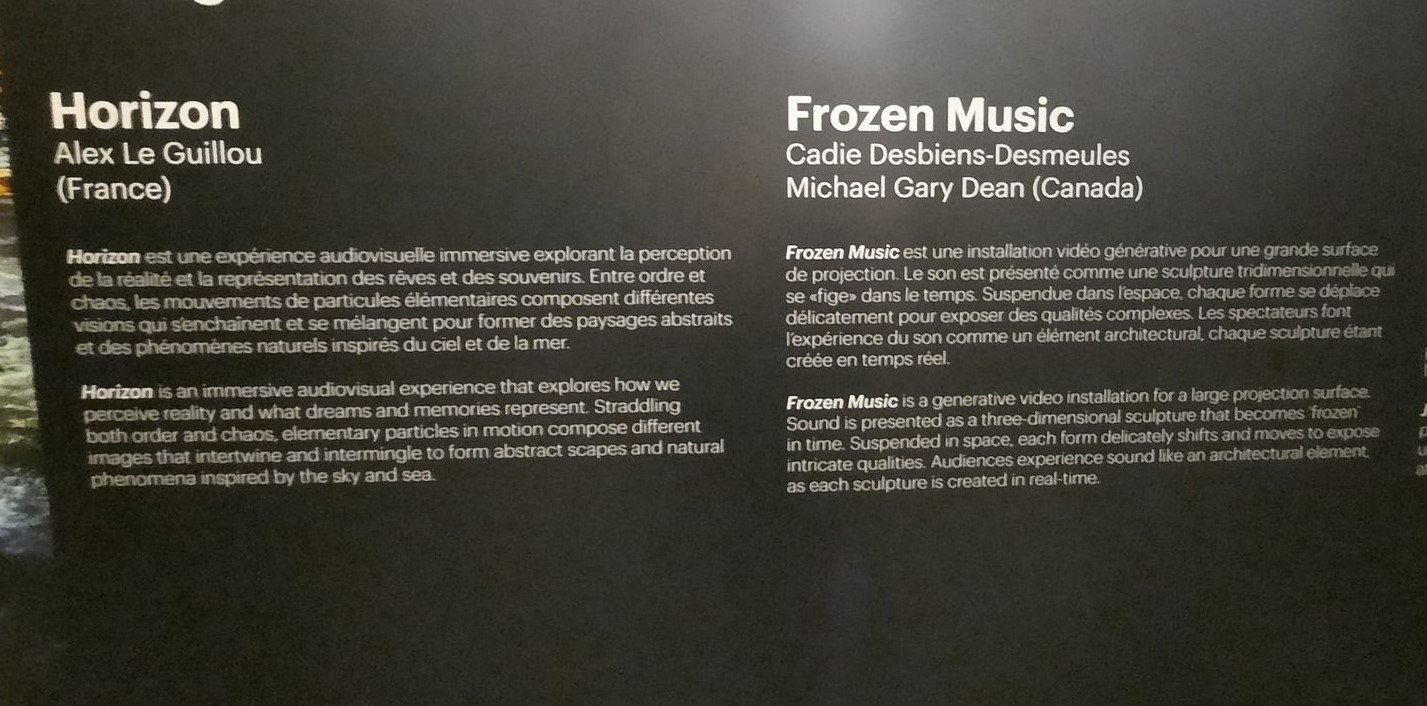 Horizon
Alex Le Guillou
(France)
Horizon est une expérience audiovisuelle immersive explorant la perception
de la réalité et la représentation des rêves et des souvenirs. Entre ordre et
chaos, les mouvements de particules élémentaires composent différentes
visions qui s'enchaînent et se mélangent pour former des paysages abstraits
et des phénomènes naturels inspirés du ciel et de la mer.
Horizon is an immersive audiovisual experience that explores how we
perceive reality and what dreams and memories represent. Straddling
both order and chaos, elementary particles in motion compose different
images that intertwine and intermingle to form abstract scapes and natural
phenomena inspired by the sky and sea.
Frozen Music
Cadie Desbiens-Desmeules
Michael Gary Dean (Canada)
Frozen Music est une installation vidéo générative pour une grande surface
de projection. Le son est présenté comme une sculpture tridimensionnelle qui
se «fige» dans le temps. Suspendue dans l'espace, chaque forme se déplace
délicatement pour exposer des qualités complexes. Les spectateurs font
l'expérience du son comme un élément architectural, chaque sculpture étant
créée en temps réel.
Frozen Music is a generative video installation for a large projection surface.
Sound is presented as a three-dimensional sculpture that becomes 'frozen'
in time. Suspended in space, each form delicately shifts and moves to expose
intricate qualities. Audiences experience sound like an architectural element,
as each sculpture is created in real-time.